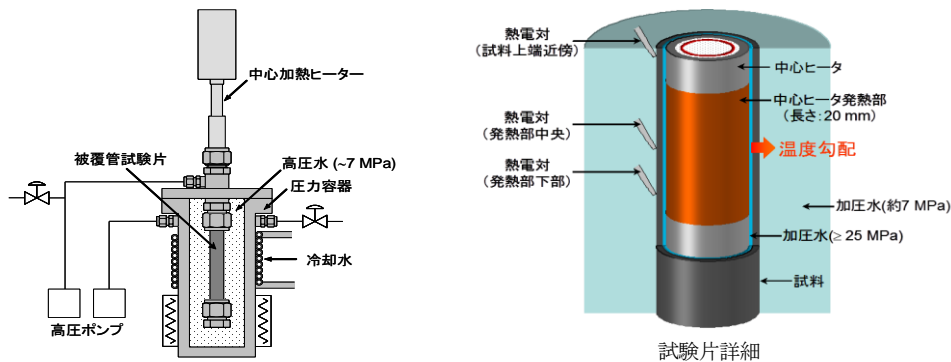 中心加熱ヒーター
被覆管試験片
高圧水 (~7 MPa)
圧力容器
冷却水
高圧ポンプ
熱電対
(試料上端近傍)
熱電対
(発熱部中央)
熱電対
(発熱部下部)
中心ヒータ
中心ヒータ発熱部
(長さ:20 mm)
温度勾配
加圧水(約7 MPa)
加圧水(≥ 25 MPa)
試料
試験片詳細